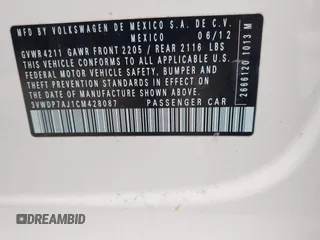 MFD BY VOLKSWAGEN DE MEXICO S.A. DE C.V.
MEXICO 06/12
GVWR 4211 GAWR FRONT 2205 / REAR 2116 LBS
THIS VEHICLE CONFORMS TO ALL APPLICABLE U.S.
FEDERAL MOTOR VEHICLE SAFETY, BUMPER, AND
THEFT PREVENTION STANDARDS IN EFFECT ON THE
DATE OF MANUFACTURE SHOWN ABOVE
3VWDP7AJ1CM428087 PASSENGER CAR
2666120 1013 M
DREAMBID